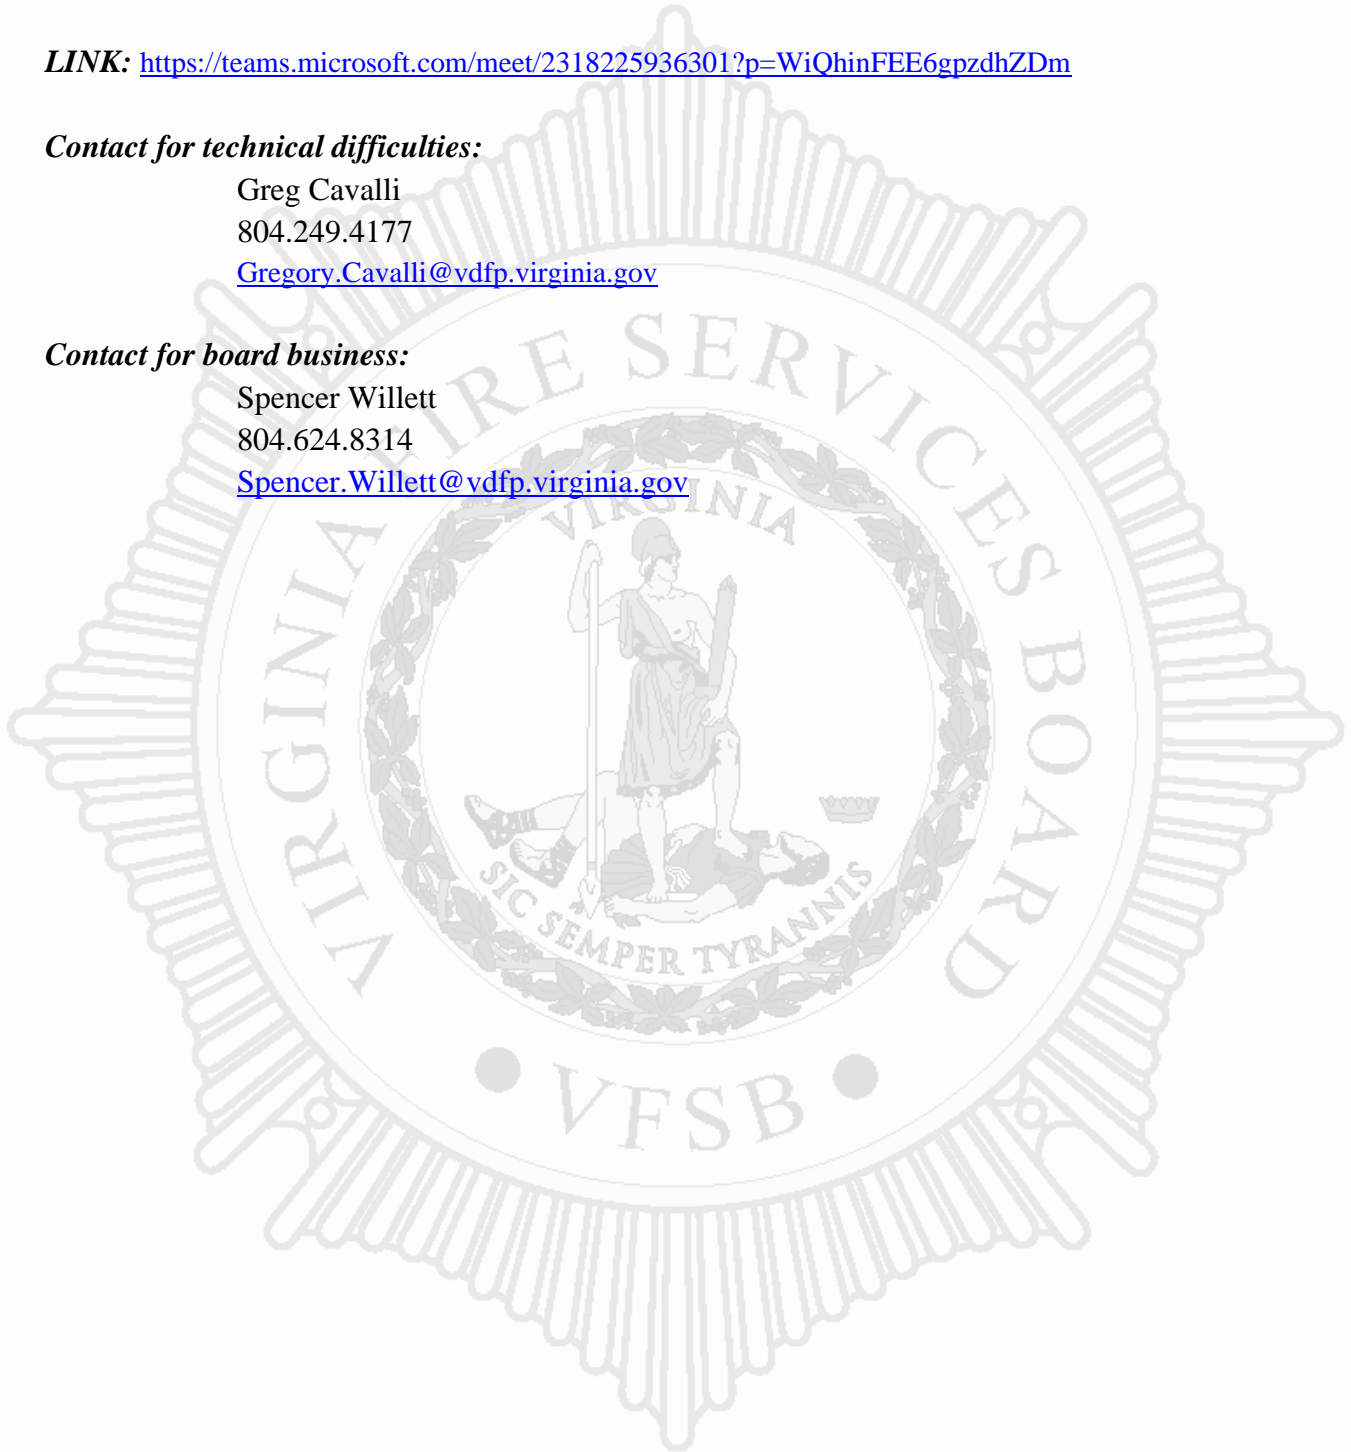 LINK: https://teams.microsoft.com/meet/2318225936301?p=WiQhinFEE6gpzdhZDm
Contact for technical difficulties:
Greg Cavalli
804.249.4177
Gregory.Cavalli@vdfp.virginia.gov
Contact for board business:
Spencer Willett
804.624.8314
Spencer.Willett@vdfp.virginia.gov
VIRGINIA FIRE SERVICES BOARD
VIRGINIA
SIC SEMPER TYRANNIS
• VFSB •